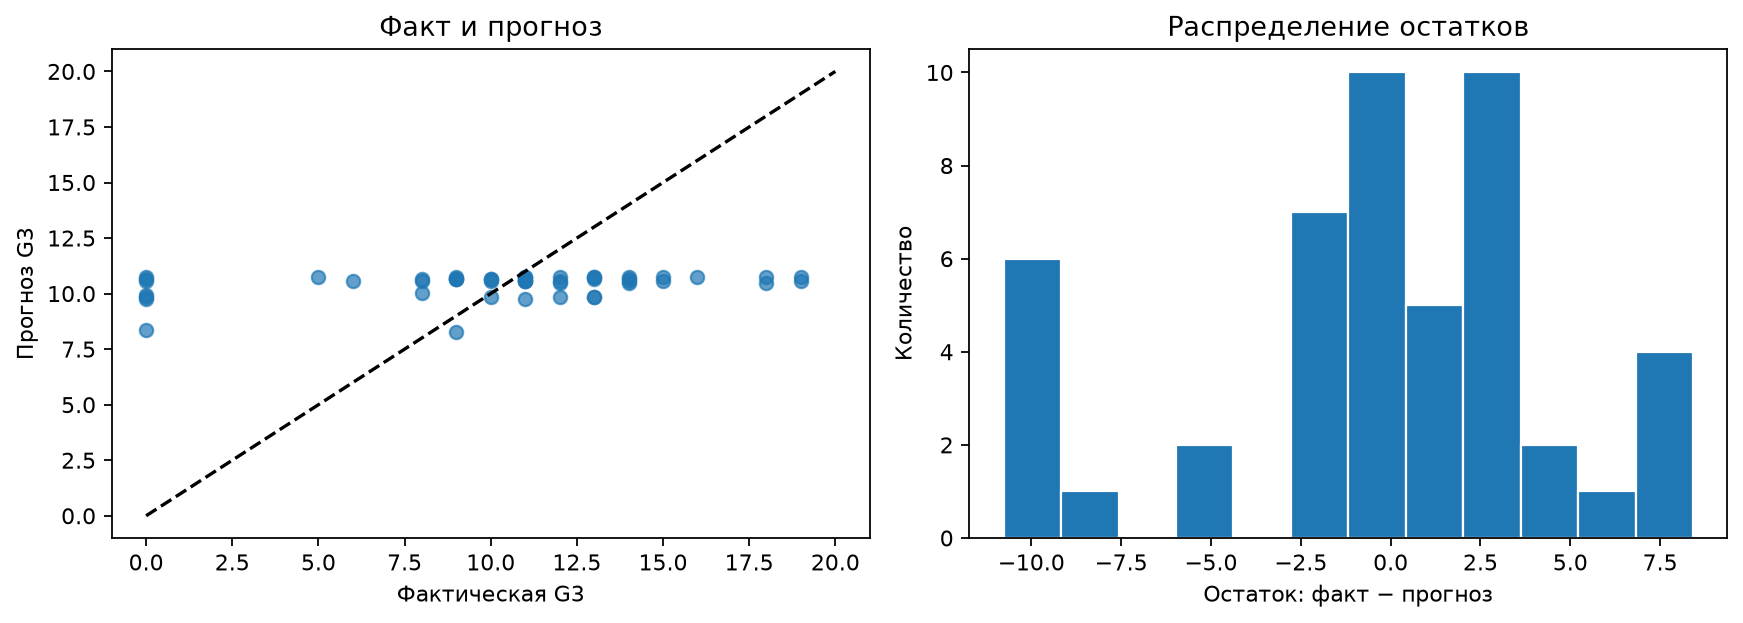 Факт и прогноз
Прогноз G3
20.0
17.5
15.0
12.5
10.0
7.5
5.0
2.5
0.0
0.0 2.5 5.0 7.5 10.0 12.5 15.0 17.5 20.0
Фактическая G3
Распределение остатков
Количество
10
8
6
4
2
0
−10.0 −7.5 −5.0 −2.5 0.0 2.5 5.0 7.5
Остаток: факт − прогноз